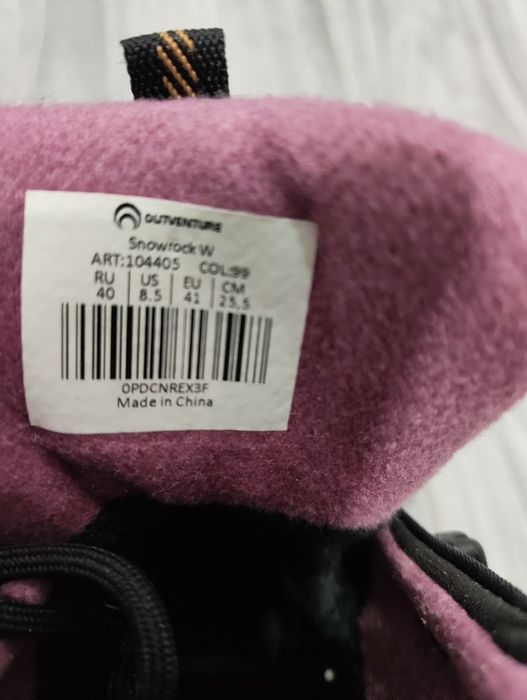 OUTVENTURE
Snowrock W
ART:104405 COL:99
RU US EU CM
40 8.5 41 25,5
0PDCNREX3F
Made in China